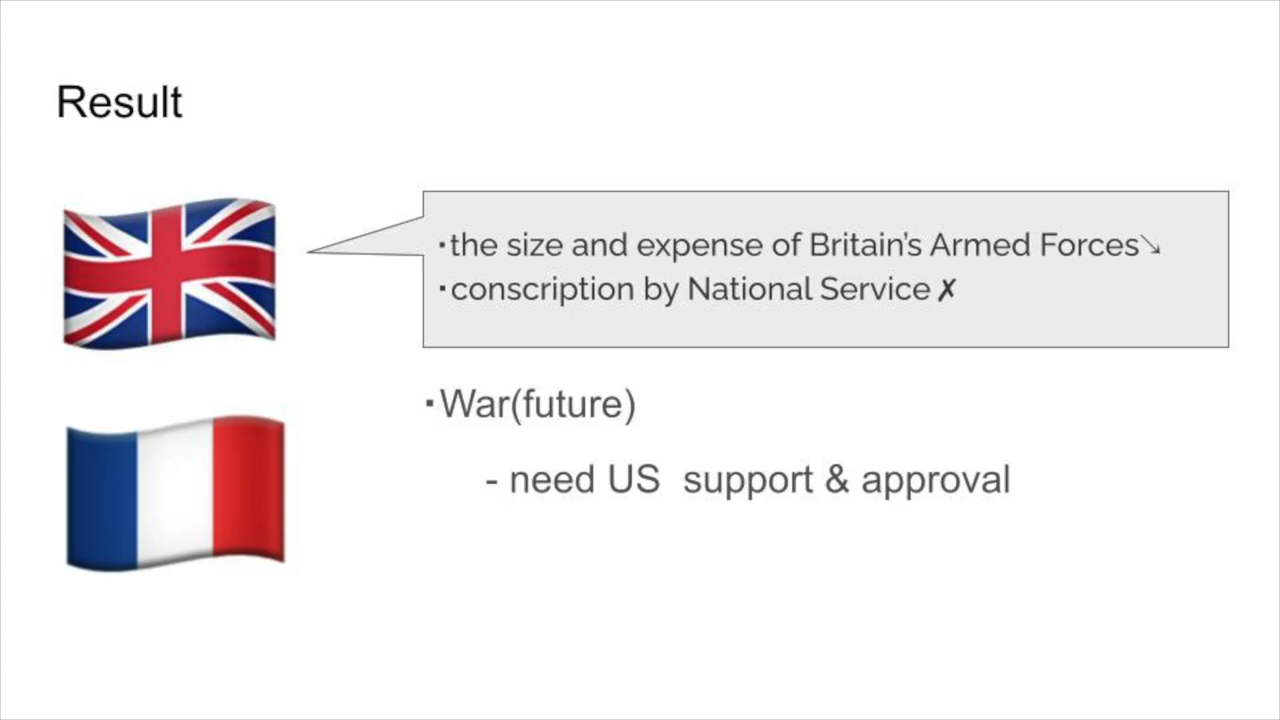 Result
・the size and expense of Britain’s Armed Forces↘
・conscription by National Service ✗
・War(future)
- need US  support & approval